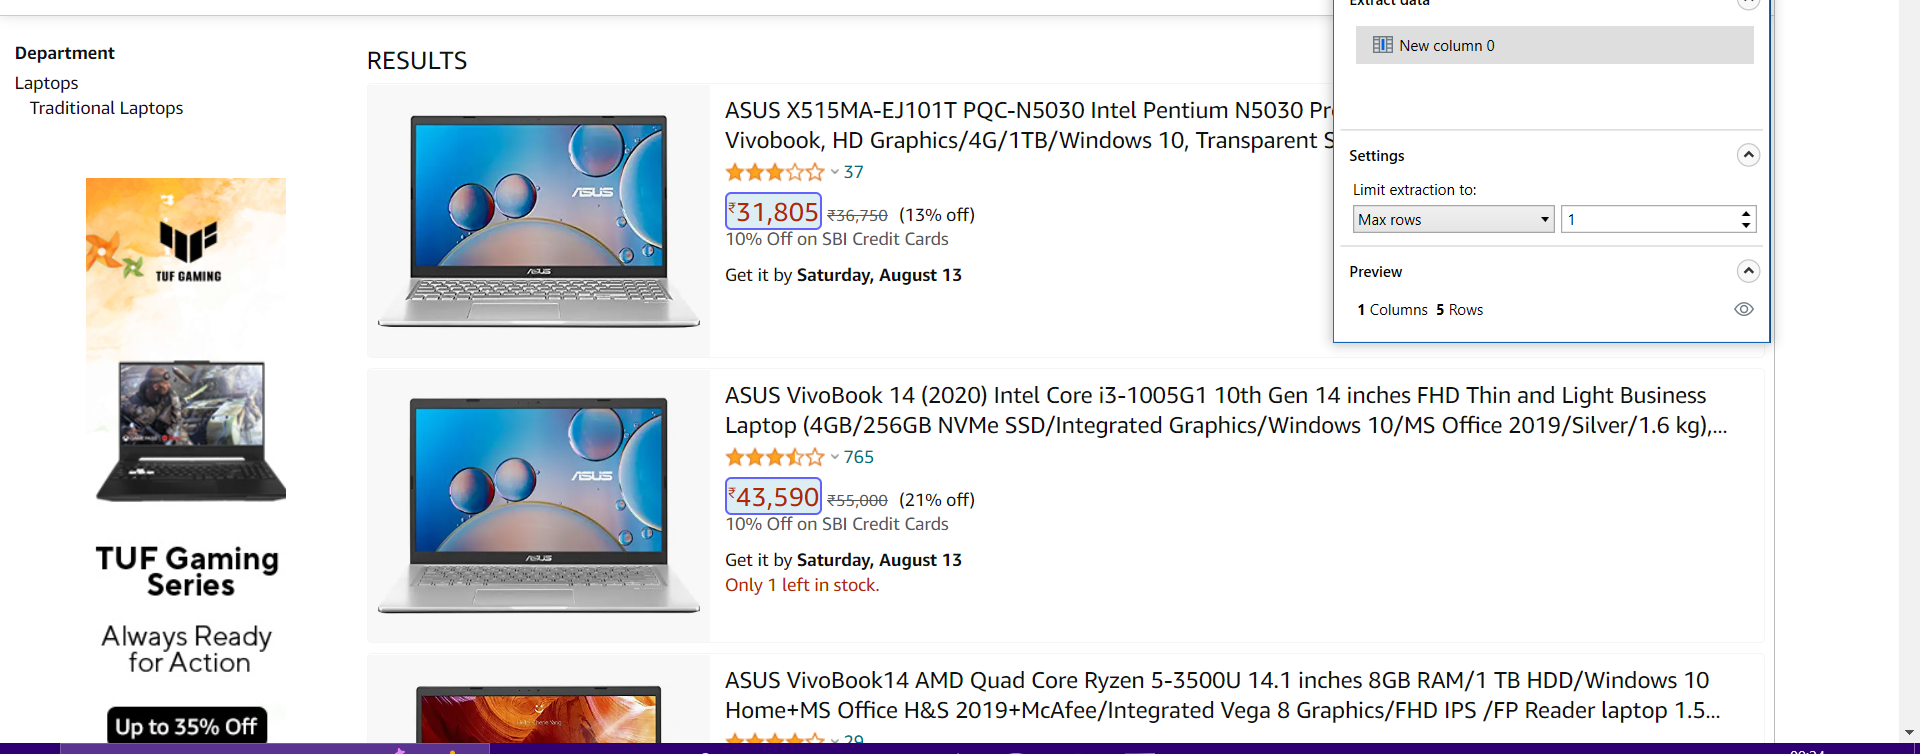 Department
Laptops
Traditional Laptops
TUF GAMING
TUF Gaming
Series
Always Ready
for Action
Up to 35% Off
RESULTS
ASUS X515MA-EJ101T PQC-N5030 Intel Pentium N5030 Pr
Vivobook, HD Graphics/4G/1TB/Windows 10, Transparent S
37
₹31,805 ₹36,750 (13% off)
10% Off on SBI Credit Cards
Get it by Saturday, August 13
ASUS
ASUS
ASUS VivoBook 14 (2020) Intel Core i3-1005G1 10th Gen 14 inches FHD Thin and Light Business
Laptop (4GB/256GB NVMe SSD/Integrated Graphics/Windows 10/MS Office 2019/Silver/1.6 kg),...
765
₹43,590 ₹55,000 (21% off)
10% Off on SBI Credit Cards
Get it by Saturday, August 13
Only 1 left in stock.
ASUS
ASUS
ASUS VivoBook14 AMD Quad Core Ryzen 5-3500U 14.1 inches 8GB RAM/1 TB HDD/Windows 10
Home+MS Office H&S 2019+McAfee/Integrated Vega 8 Graphics/FHD IPS /FP Reader laptop 1.5...
29
Extract data
New column 0
Settings
Limit extraction to:
Max rows 1
Preview
1 Columns 5 Rows